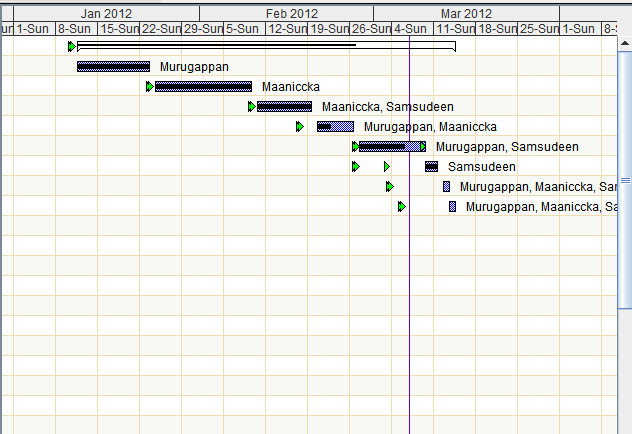 Jan 2012 Feb 2012 Mar 2012
un 1-Sun 8-Sun 15-Sun 22-Sun 29-Sun 5-Sun 12-Sun 19-Sun 26-Sun 4-Sun 11-Sun 18-Sun 25-Sun 1-Sun 8-
Murugappan
Maaniccka
Maaniccka, Samsudeen
Murugappan, Maaniccka
Murugappan, Samsudeen
Samsudeen
Murugappan, Maaniccka, Sam
Murugappan, Maaniccka, Sa